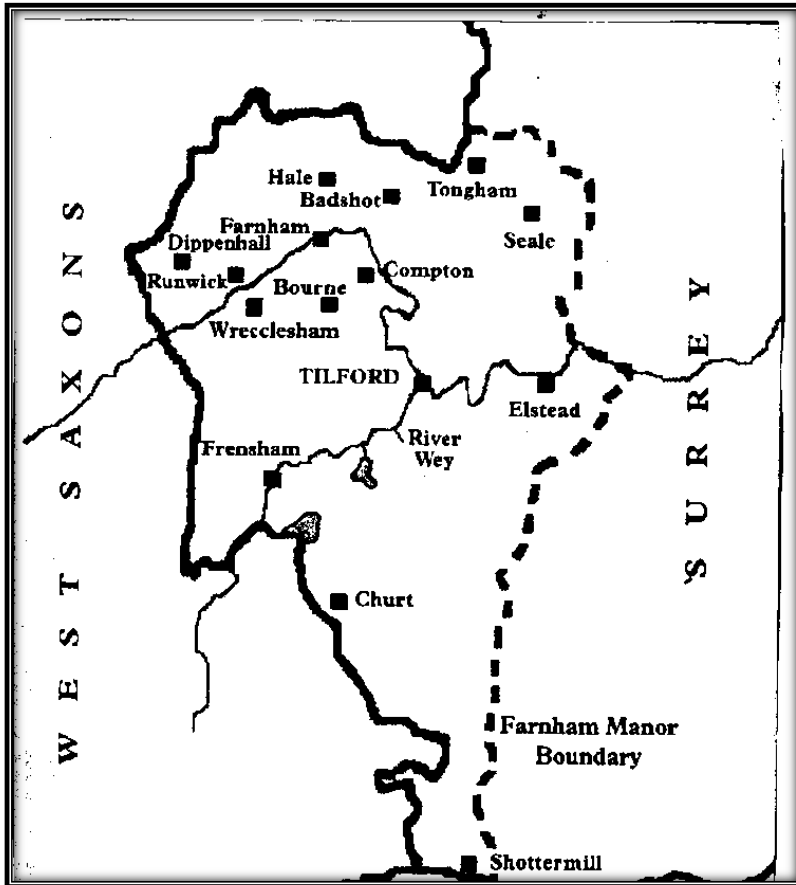 Hale
Badshot
Tongham
Seale
Farnham
Dippenhall
Runwick
Compton
Bourne
Wrecclesham
TILFORD
Elstead
River
Wey
Frensham
Churt
Farnham Manor
Boundary
Shottermill
WEST SAXONS
SURREY